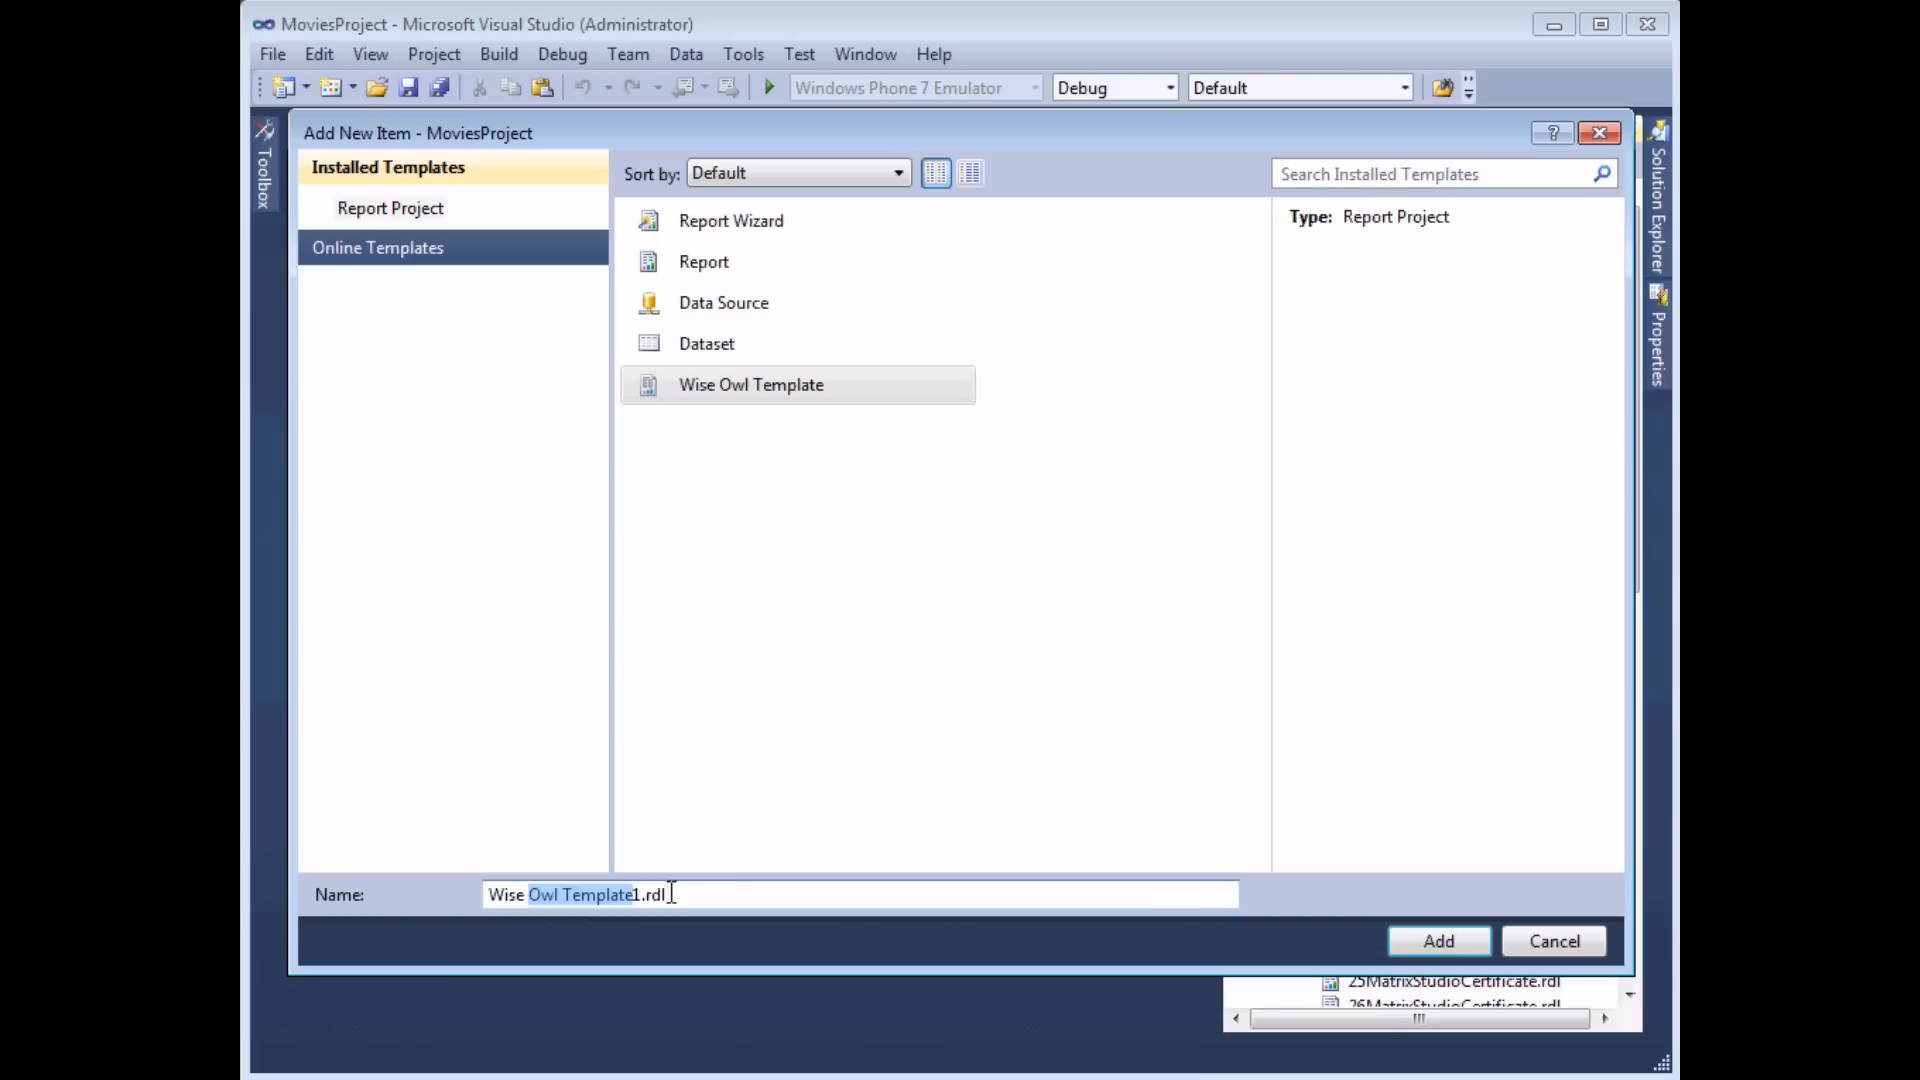 MoviesProject - Microsoft Visual Studio (Administrator)
File Edit View Project Build Debug Team Data Tools Test Window Help
Windows Phone 7 Emulator Debug Default
Toolbox
Add New Item - MoviesProject
Installed Templates
Report Project
Online Templates
Sort by: Default
Search Installed Templates
Report Wizard
Report
Data Source
Dataset
Wise Owl Template
Type: Report Project
Solution Explorer
Properties
Name: Wise Owl Template1.rdl
Add Cancel
25MatrixStudioCertificate.rdl
26MatrixStudioCertificate.rdl